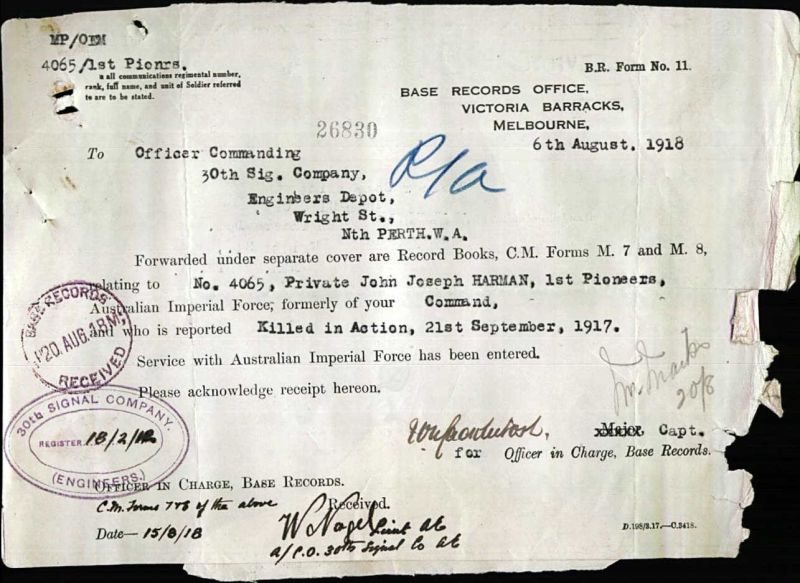 MP/OEM
4065/1st Pionrs.
n all communications regimental number,
rank, full name, and unit of Soldier referred
to are to be stated.
B.R. Form No. 11.
BASE RECORDS OFFICE,
VICTORIA BARRACKS,
MELBOURNE,
26830
6th August. 1918
To Officer Commanding
30th Sig. Company,
R/a
Engineers Depot,
Wright St.,
Nth PERTH.W.A.
Forwarded under separate cover are Record Books, C.M. Forms M. 7 and M. 8,
relating to No. 4065, Private John Joseph HARMAN, 1st Pioneers,
Australian Imperial Force, formerly of your Command,
and who is reported Killed in Action, 21st September, 1917.
BASE RECORDS
20 AUG. 18
RECEIVED
Service with Australian Imperial Force has been entered.
Please acknowledge receipt hereon.
20/8
30th SIGNAL COMPANY.
REGISTER 18/2/
(ENGINEERS.)
Major Capt.
for Officer in Charge, Base Records.
OFFICER IN CHARGE, BASE RECORDS.
C.M. Forms 7+8 of the above Received.
Date— 15/8/18
W Nagel Lieut AE
a/C.O. 30th Signal Co AE
D.198/3.17.—C.3418.